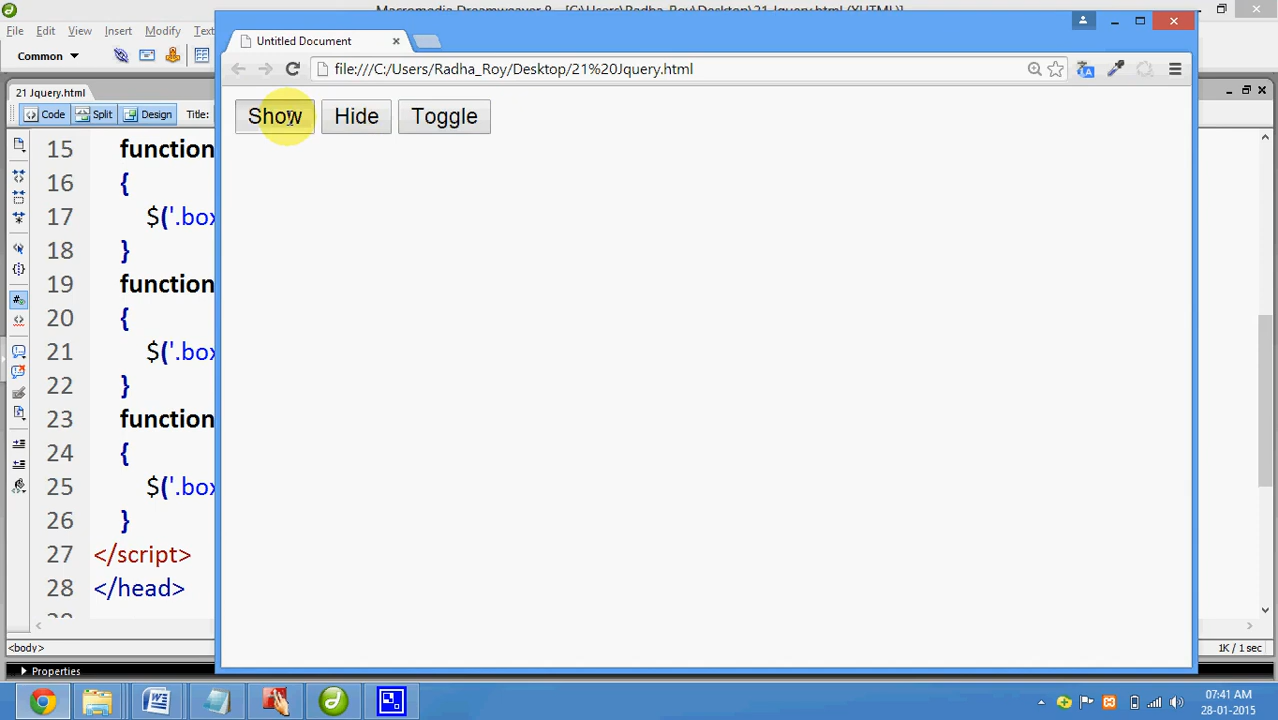 Macromedia Dreamweaver 8 - [C:\Users\Radha_Roy\Desktop\21 Jquery.html (XHTML)]
File Edit View Insert Modify Text
Untitled Document
Common
file:///C:/Users/Radha_Roy/Desktop/21%20Jquery.html
21 Jquery.html
Code Split Design Title:
Show Hide Toggle
15 function
16 {
17 $('.box
18 }
19 function
20 {
21 $('.box
22 }
23 function
24 {
25 $('.box
26 }
27 </script>
28 </head>
<body>
1K / 1 sec
Properties
07:41 AM
28-01-2015